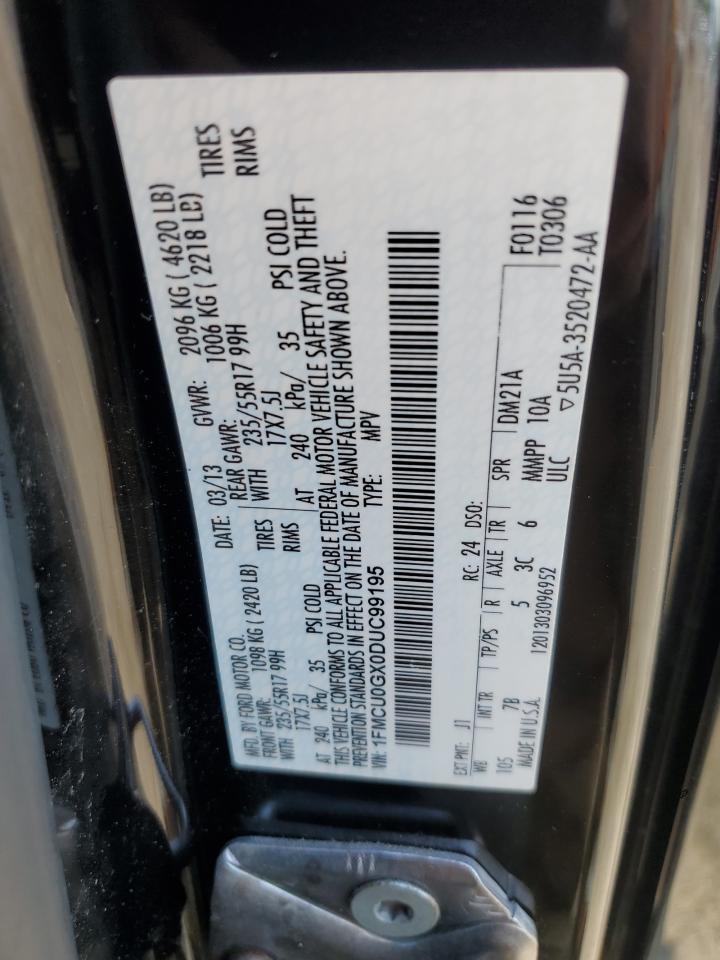 MFD. BY FORD MOTOR CO. DATE: 03/13 GVWR: 2096 KG ( 4620 LB)
FRONT GAWR: 1098 KG ( 2420 LB) REAR GAWR: 1006 KG ( 2218 LB)
WITH 235/55R17 99H TIRES WITH 235/55R17 99H TIRES
17X7.5J RIMS 17X7.5J RIMS
AT 240 kPa/ 35 PSI COLD AT 240 kPa/ 35 PSI COLD
THIS VEHICLE CONFORMS TO ALL APPLICABLE FEDERAL MOTOR VEHICLE SAFETY AND THEFT
PREVENTION STANDARDS IN EFFECT ON THE DATE OF MANUFACTURE SHOWN ABOVE.
VIN: 1FMCU0GX0DUC99195 TYPE: MPV
F0116
EXT PNT: J1 RC: 24 DSO: T0306
WB INT TR TP/PS R AXLE TR SPR DM21A
105 7B 5 3C 6 MMPP 10A
MADE IN U.S.A. 1201303096952 ULC ▽5U5A-3520472-AA